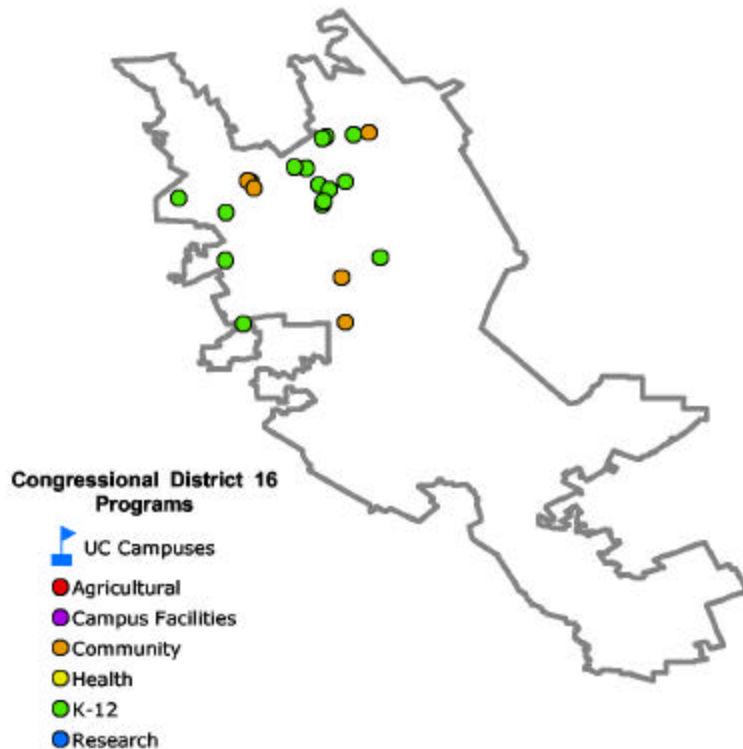 Congressional District 16
Programs
UC Campuses
Agricultural
Campus Facilities
Community
Health
K-12
Research